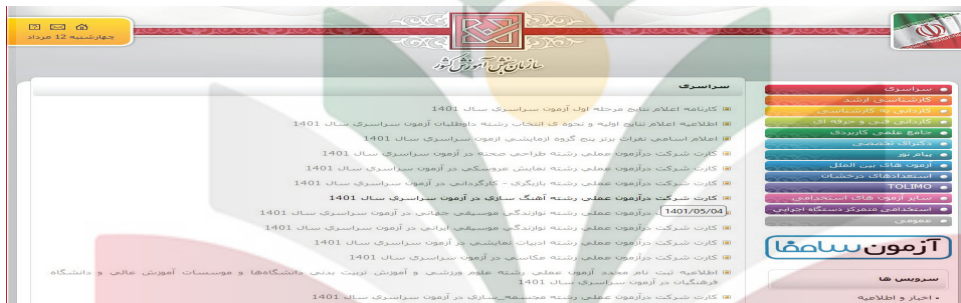 چهارشنبه 12 مرداد
سازمان سنجش آموزش کشور
سراسری
کارشناسی ارشد
کاردانی به کارشناسی
کاردانی فنی و حرفه ای
جامع علمی کاربردی
دکترای تخصصی
پیام نور
آزمون های بین الملل
استعدادهای درخشان
TOLIMO
سایر آزمون های استخدامی
استخدامی متمرکز دستگاه اجرایی
عمومی
آزمون
سرویس ها
اخبار و اطلاعیه
سراسری
کارنامه اعلام نتایج مرحله اول آزمون سراسری سال 1401
اطلاعیه اعلام نتایج اولیه و نحوه ی انتخاب رشته داوطلبان آزمون سراسری سال 1401
اعلام اسامی نفرات برتر پنج گروه آزمایشی آزمون سراسری سال 1401
کارت شرکت درآزمون عملی رشته طراحی صحنه در آزمون سراسری سال 1401
کارت شرکت درآزمون عملی رشته نمایش عروسکی در آزمون سراسری سال 1401
کارت شرکت درآزمون عملی رشته بازیگری - کارگردانی در آزمون سراسری سال 1401
کارت شرکت درآزمون عملی رشته آهنگ سازی در آزمون سراسری سال 1401
1401/05/04
کارت شرکت درآزمون عملی رشته نوازندگی موسیقی جهانی در آزمون سراسری سال 1401
کارت شرکت درآزمون عملی رشته نوازندگی موسیقی ایرانی در آزمون سراسری سال 1401
کارت شرکت درآزمون عملی رشته ادبیات نمایشی در آزمون سراسری سال 1401
کارت شرکت درآزمون عملی رشته عکاسی در آزمون سراسری سال 1401
اطلاعیه ثبت نام مجدد آزمون عملی رشته علوم ورزشی و آموزش تربیت بدنی دانشگاهها و موسسات آموزش عالی و دانشگاه
فرهنگیان در آزمون سراسری سال 1401
کارت شرکت درآزمون عملی رشته مجسمه_سازی در آزمون سراسری سال 1401